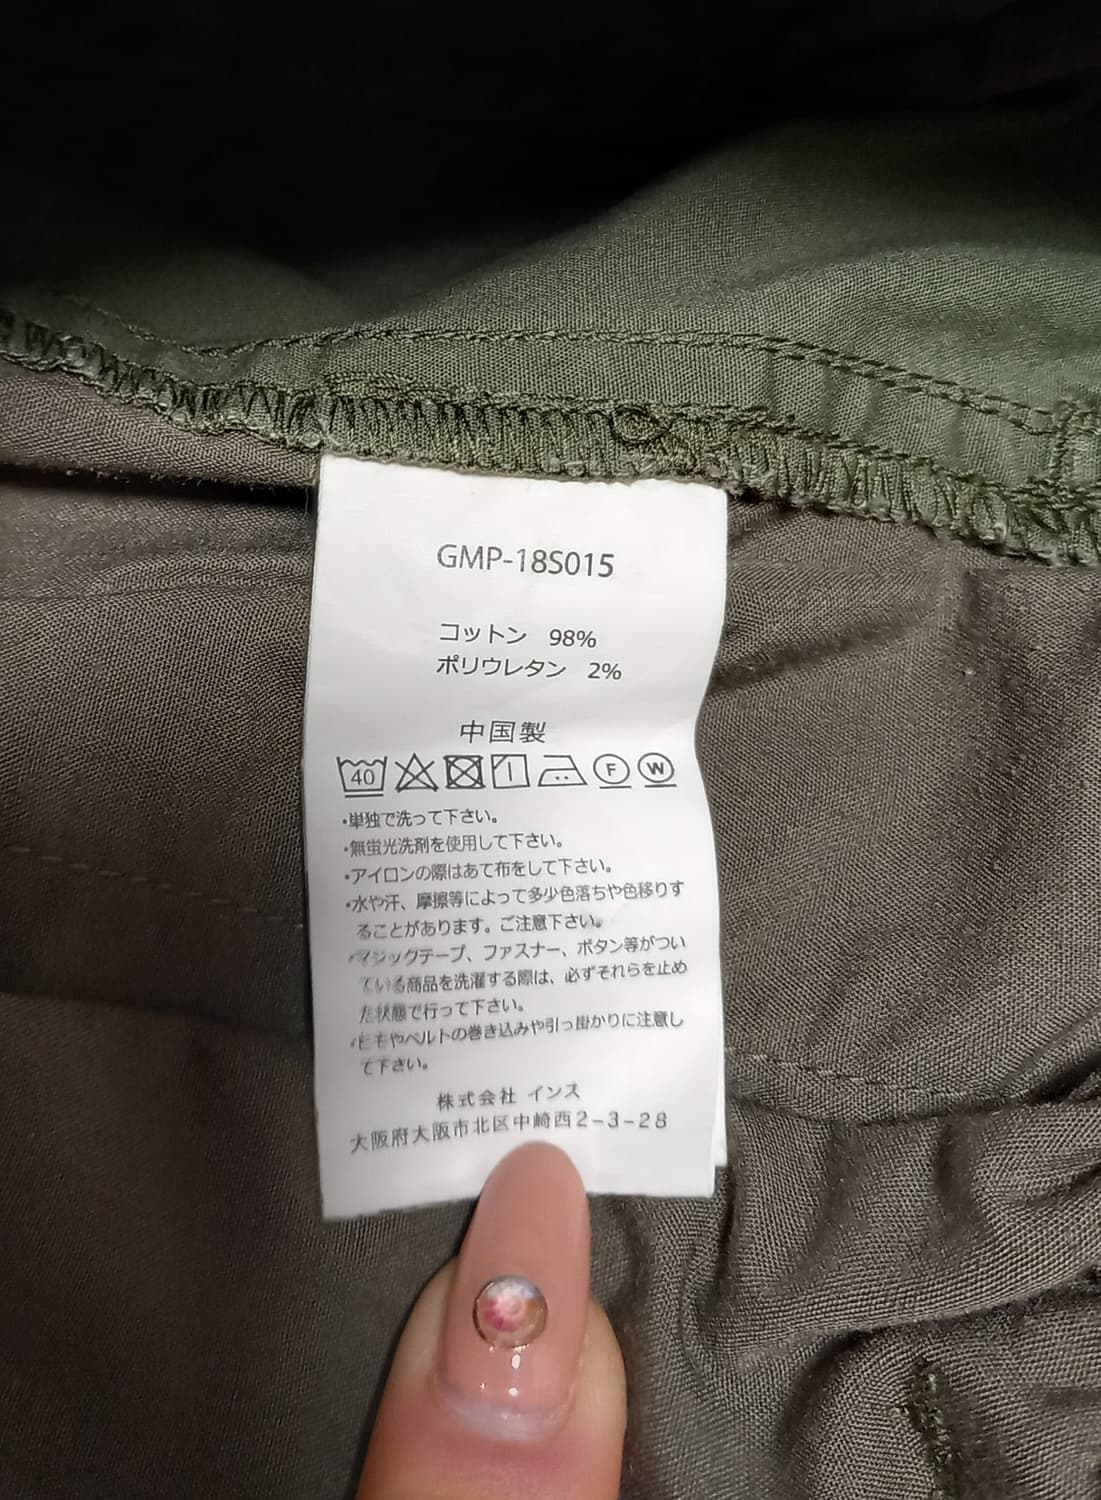 GMP-18S015
コットン 98%
ポリウレタン 2%
中国製
40 F W
・単独で洗って下さい。
・無蛍光洗剤を使用して下さい。
・アイロンの際はあて布をして下さい。
・水や汗、摩擦等によって多少色落ちや色移りす
ることがあります。ご注意下さい。
・マジックテープ、ファスナー、ボタン等がつい
ている商品を洗濯する際は、必ずそれらを止め
た状態で行って下さい。
・ヒモやベルトの巻き込みや引っ掛かりに注意し
て下さい。
株式会社 インス
大阪府大阪市北区中崎西2-3-28